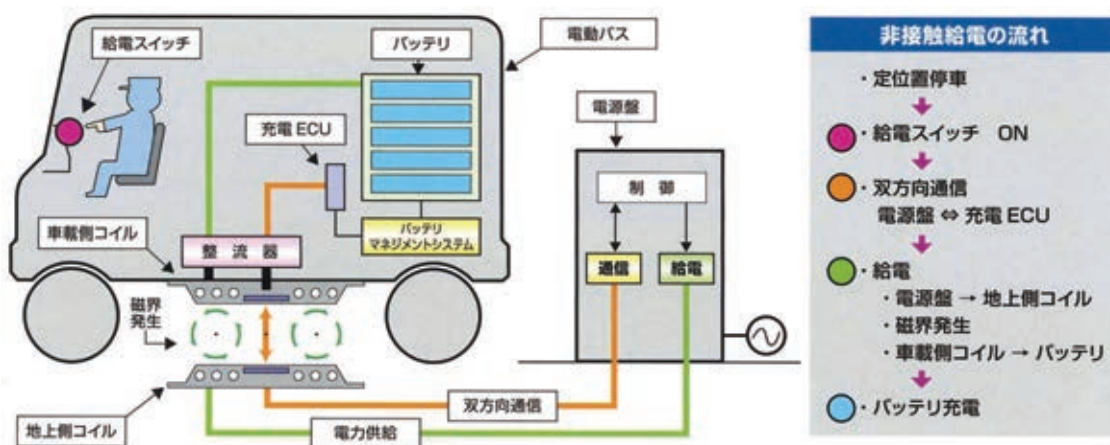 給電スイッチ
バッテリ
電動バス
充電 ECU
電源盤
制 御
車載側コイル
整 流 器
バッテリ
マネジメントシステム
通信
給電
磁界
発生
双方向通信
地上側コイル
電力供給
非接触給電の流れ
・定位置停車
・給電スイッチ ON
・双方向通信
電源盤 ⇔ 充電 ECU
・給電
・電源盤 → 地上側コイル
・磁界発生
・車載側コイル → バッテリ
・バッテリ充電